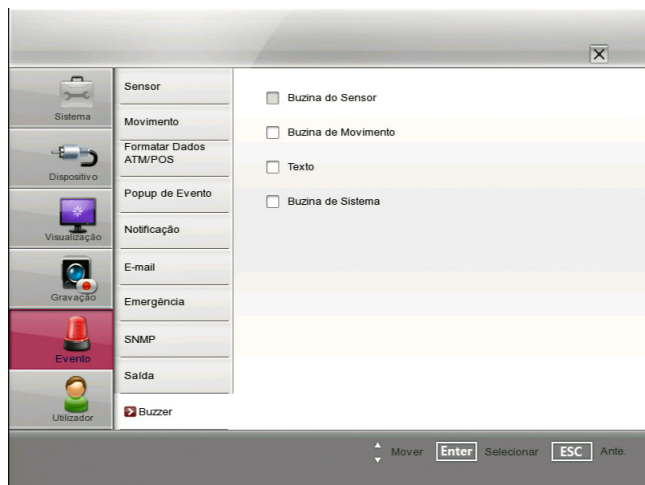 Sistema
Dispositivo
Visualização
Gravação
Evento
Utilizador
Sensor
Movimento
Formatar Dados
ATM/POS
Popup de Evento
Notificação
E-mail
Emergência
SNMP
Saída
Buzzer
Buzina do Sensor
Buzina de Movimento
Texto
Buzina de Sistema
Mover Enter Selecionar ESC Ante.